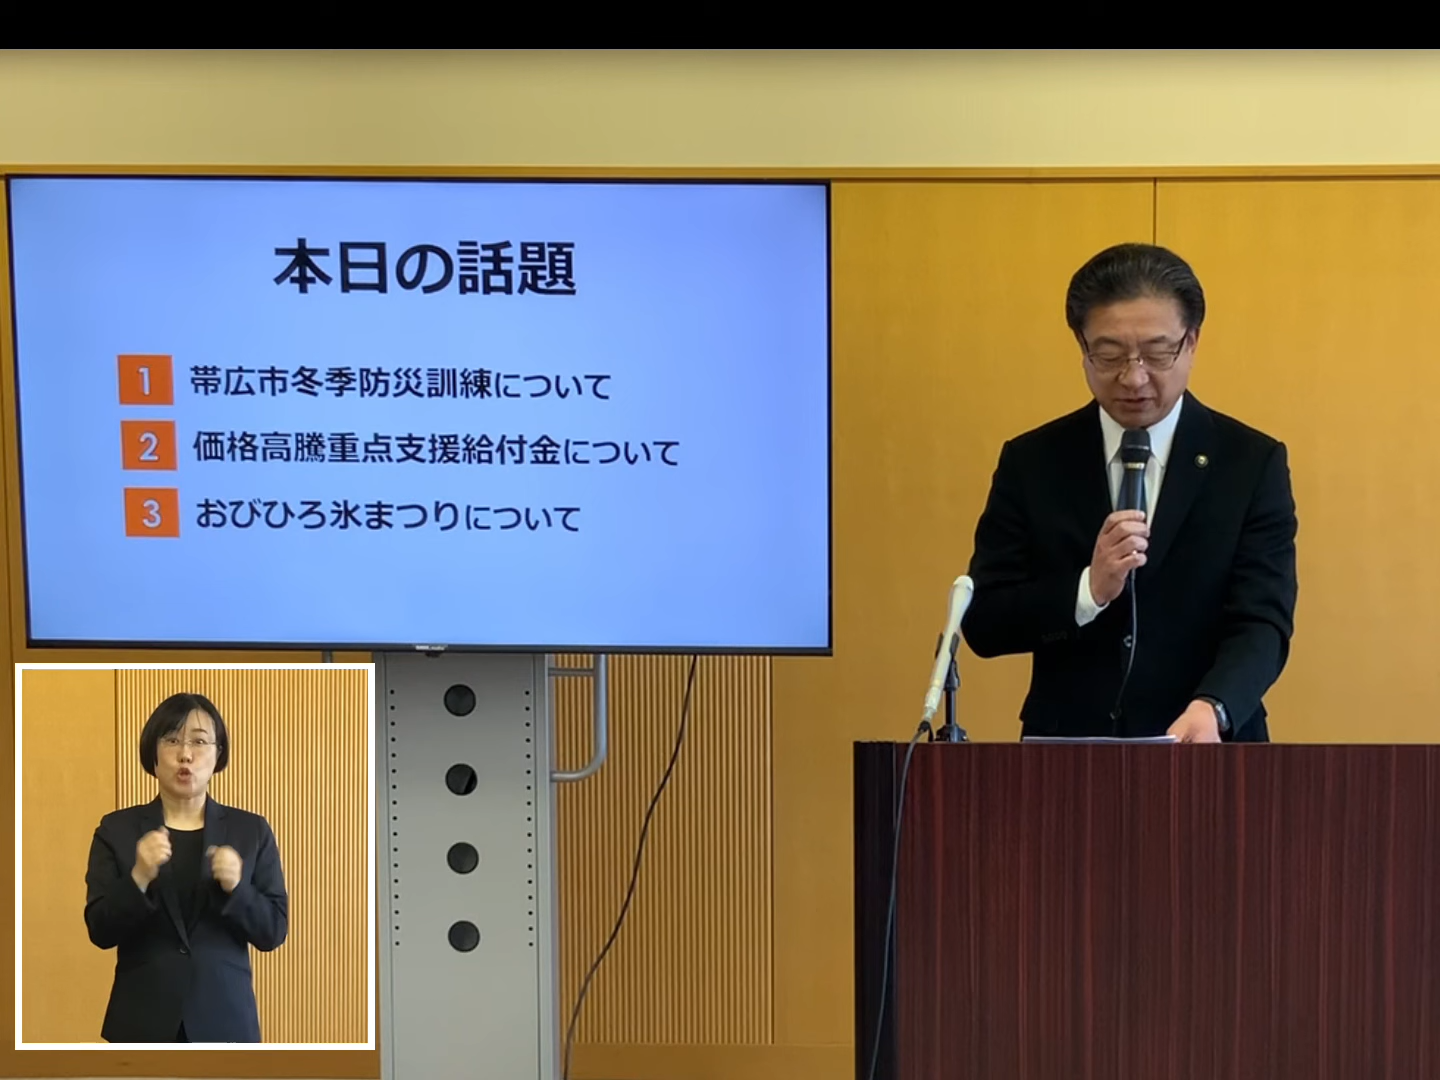 本日の話題
1 帯広市冬季防災訓練について
2 価格高騰重点支援給付金について
3 おびひろ氷まつりについて